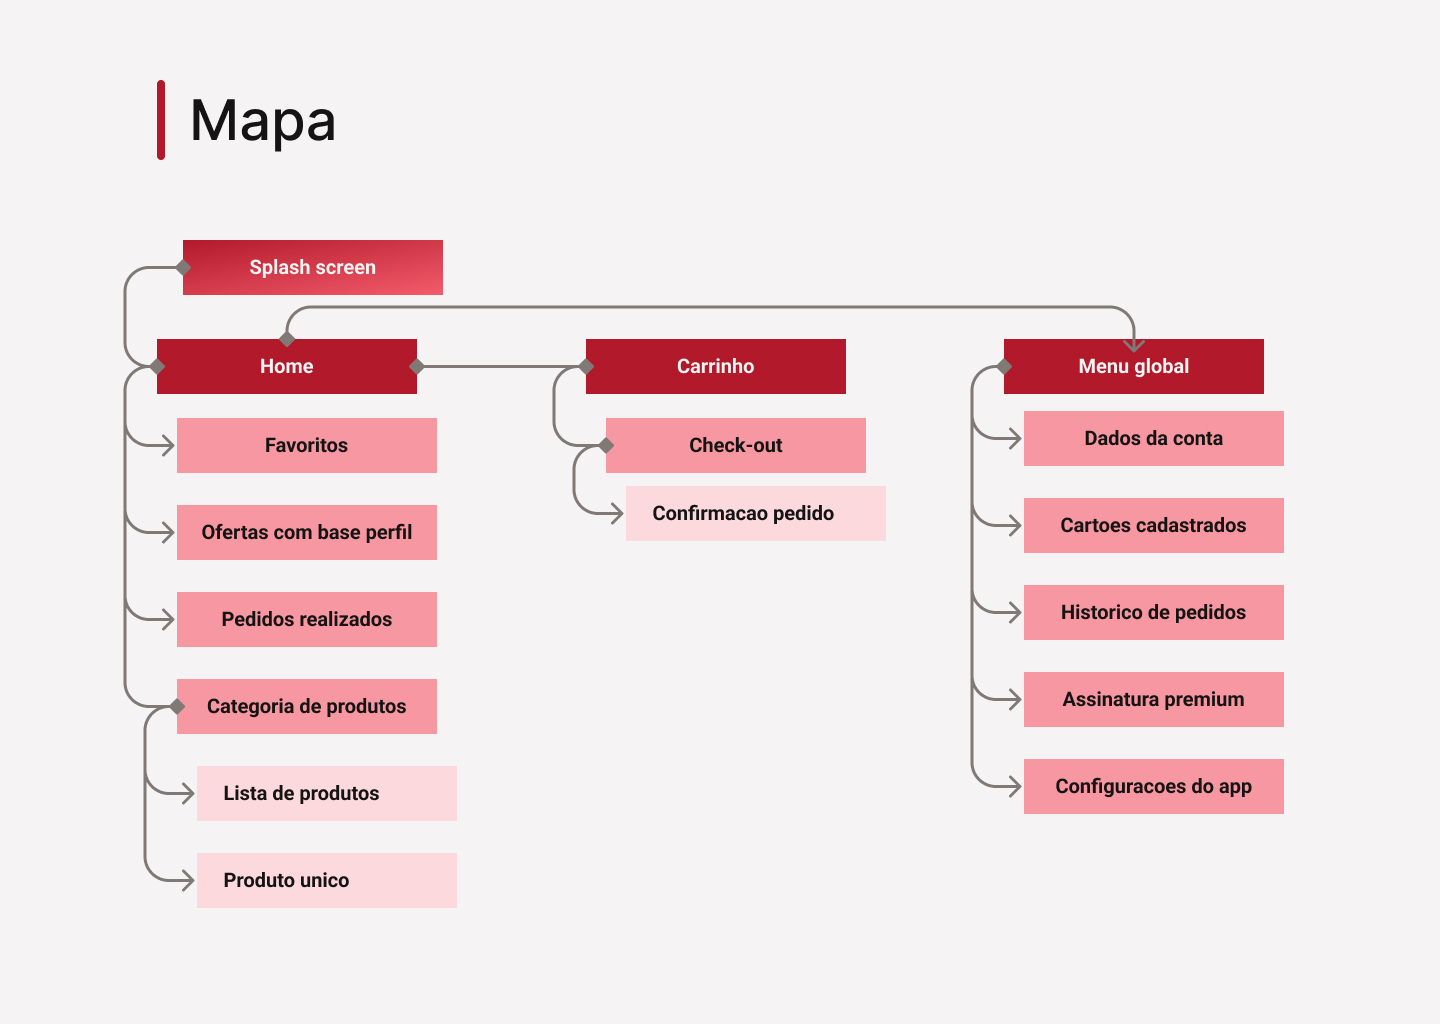 Mapa
Splash screen
Home
Favoritos
Ofertas com base perfil
Pedidos realizados
Categoria de produtos
Lista de produtos
Produto unico
Carrinho
Check-out
Confirmacao pedido
Menu global
Dados da conta
Cartoes cadastrados
Historico de pedidos
Assinatura premium
Configuracoes do app